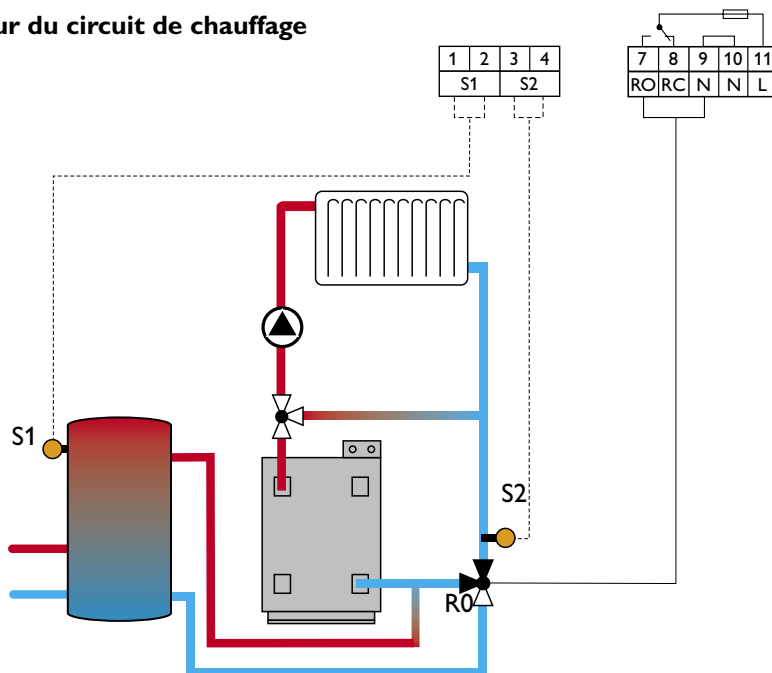 ur du circuit de chauffage
1 2 3 4
S1 S2
7 8 9 10 11
RO RC N N L
S1
S2
R0